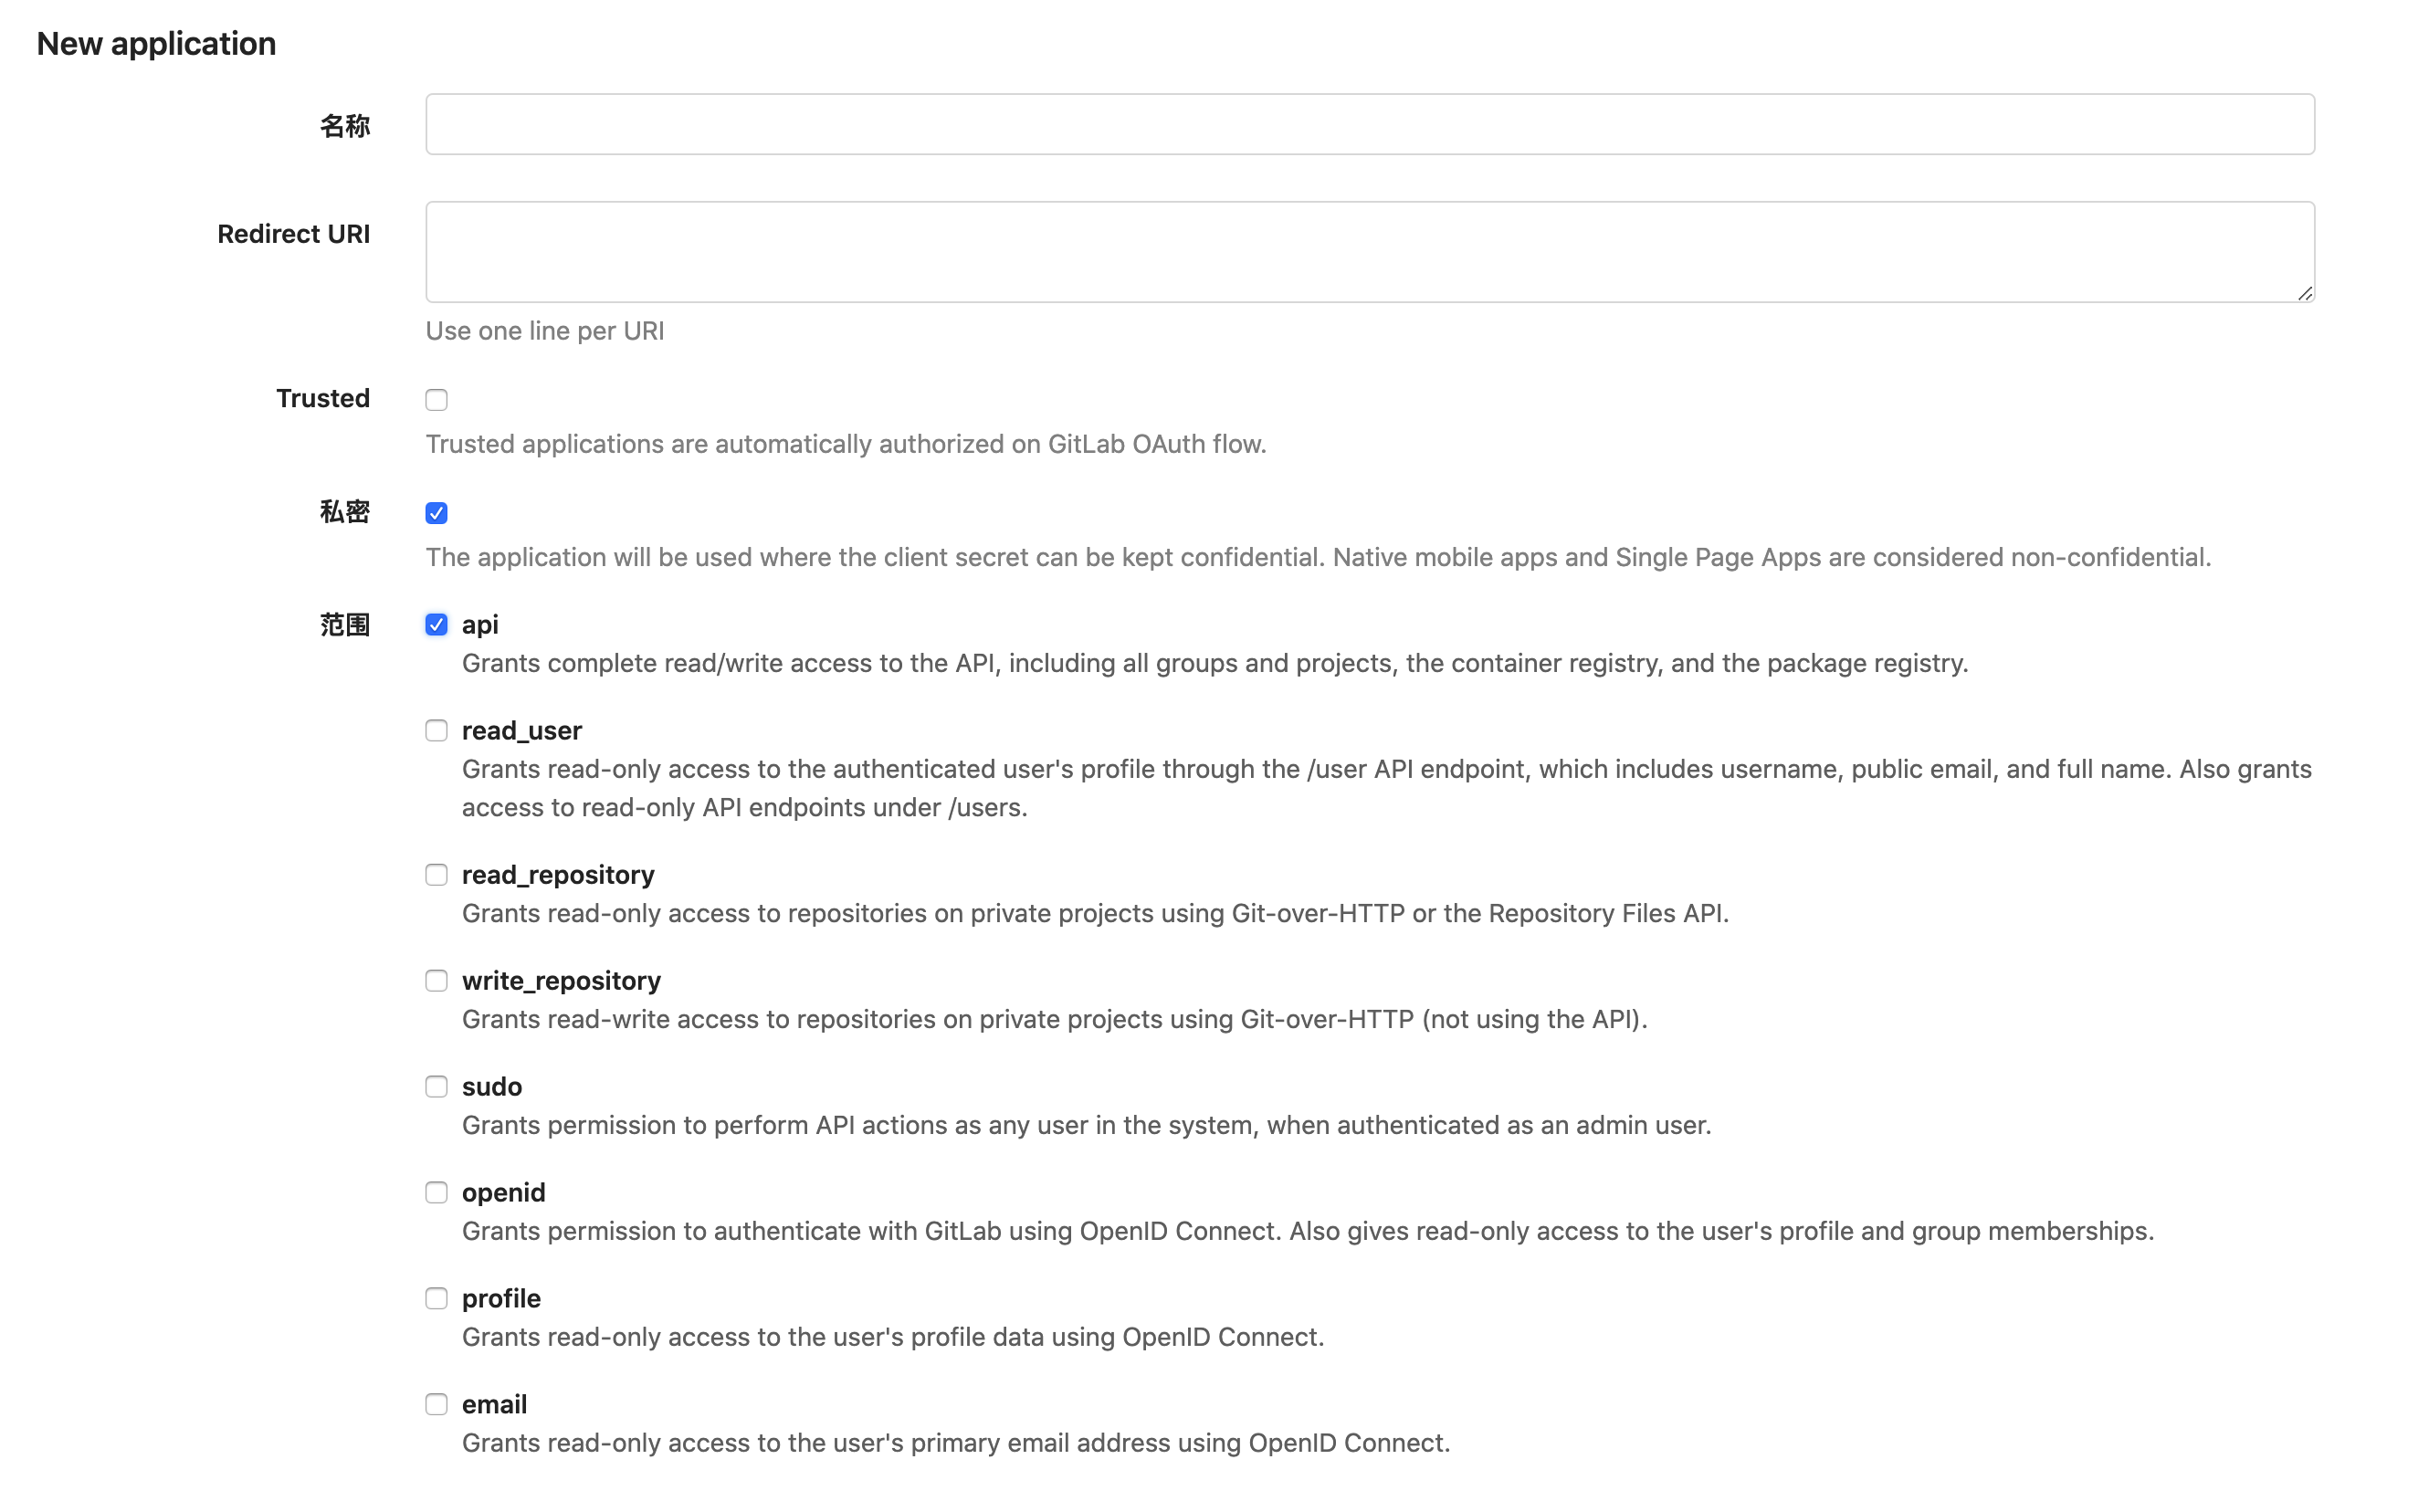 New application
名称
Redirect URI
Use one line per URI
Trusted
Trusted applications are automatically authorized on GitLab OAuth flow.
私密
The application will be used where the client secret can be kept confidential. Native mobile apps and Single Page Apps are considered non-confidential.
范围
api
Grants complete read/write access to the API, including all groups and projects, the container registry, and the package registry.
read_user
Grants read-only access to the authenticated user's profile through the /user API endpoint, which includes username, public email, and full name. Also grants
access to read-only API endpoints under /users.
read_repository
Grants read-only access to repositories on private projects using Git-over-HTTP or the Repository Files API.
write_repository
Grants read-write access to repositories on private projects using Git-over-HTTP (not using the API).
sudo
Grants permission to perform API actions as any user in the system, when authenticated as an admin user.
openid
Grants permission to authenticate with GitLab using OpenID Connect. Also gives read-only access to the user's profile and group memberships.
profile
Grants read-only access to the user's profile data using OpenID Connect.
email
Grants read-only access to the user's primary email address using OpenID Connect.